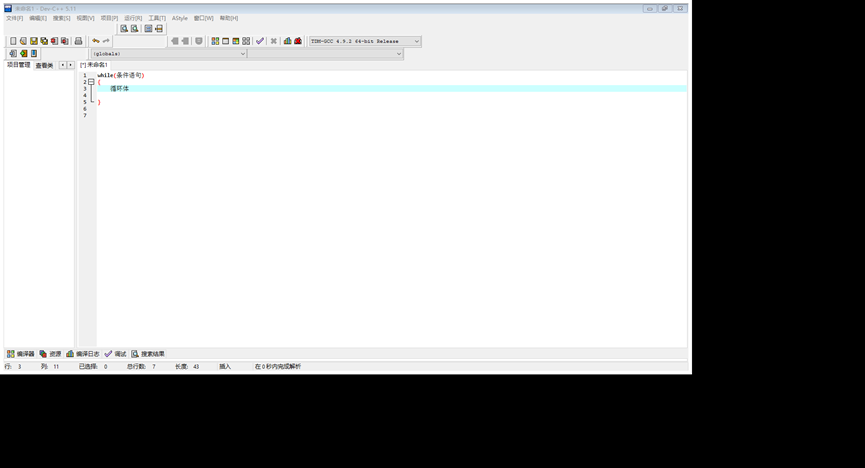 未命名1 - Dev-C++ 5.11
文件[F] 编辑[E] 搜索[S] 视图[V] 项目[P] 运行[R] 工具[T] AStyle 窗口[W] 帮助[H]
TDM-GCC 4.9.2 64-bit Release
(globals)
项目管理 查看类 [*] 未命名1
1 while(条件语句)
2 {
3 循环体
4
5 }
6
7
编译器 资源 编译日志 调试 搜索结果
行: 3 列: 11 已选择: 0 总行数: 7 长度: 43 插入 在 0 秒内完成解析